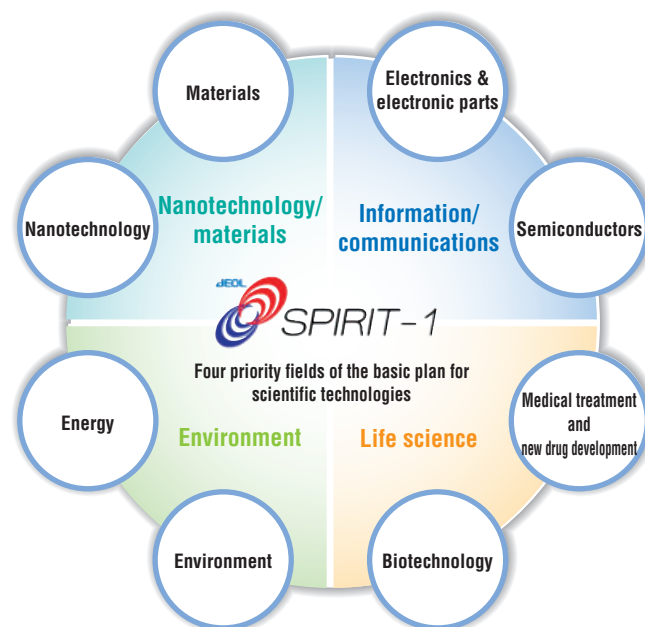 Materials
Electronics &
electronic parts
Nanotechnology
Nanotechnology/
materials
Information/
communications
Semiconductors
JEOL
SPIRIT-1
Four priority fields of the basic plan for
scientific technologies
Energy
Environment
Life science
Medical treatment
and
new drug development
Environment
Biotechnology